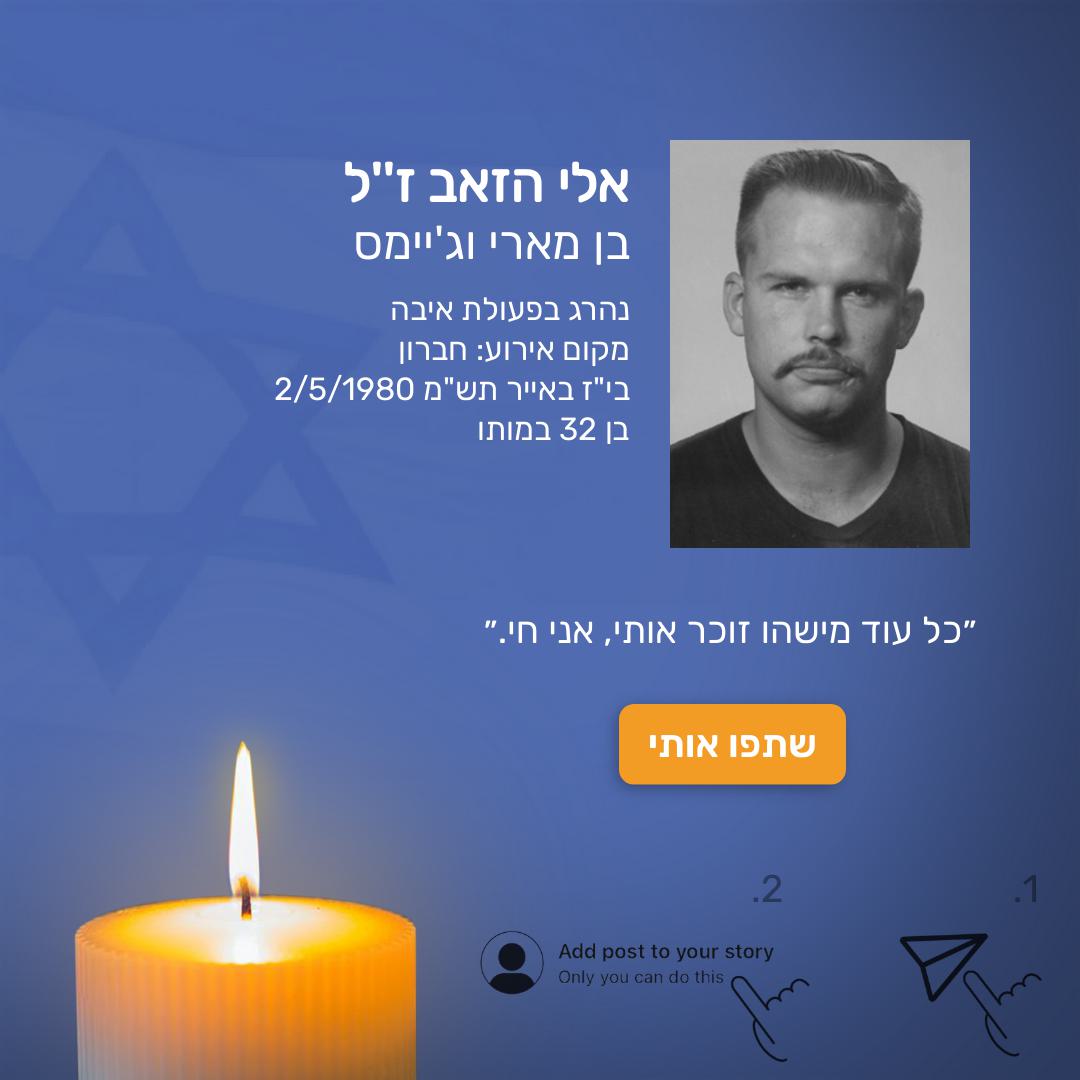 אלי הזאב ז"ל
בן מארי וג'יימס
נהרג בפעולת איבה
מקום אירוע: חברון
בי"ז באייר תש"מ 2/5/1980
בן 32 במותו
״כל עוד מישהו זוכר אותי, אני חי.״
שתפו אותי
1.
2.
Add post to your story
Only you can do this